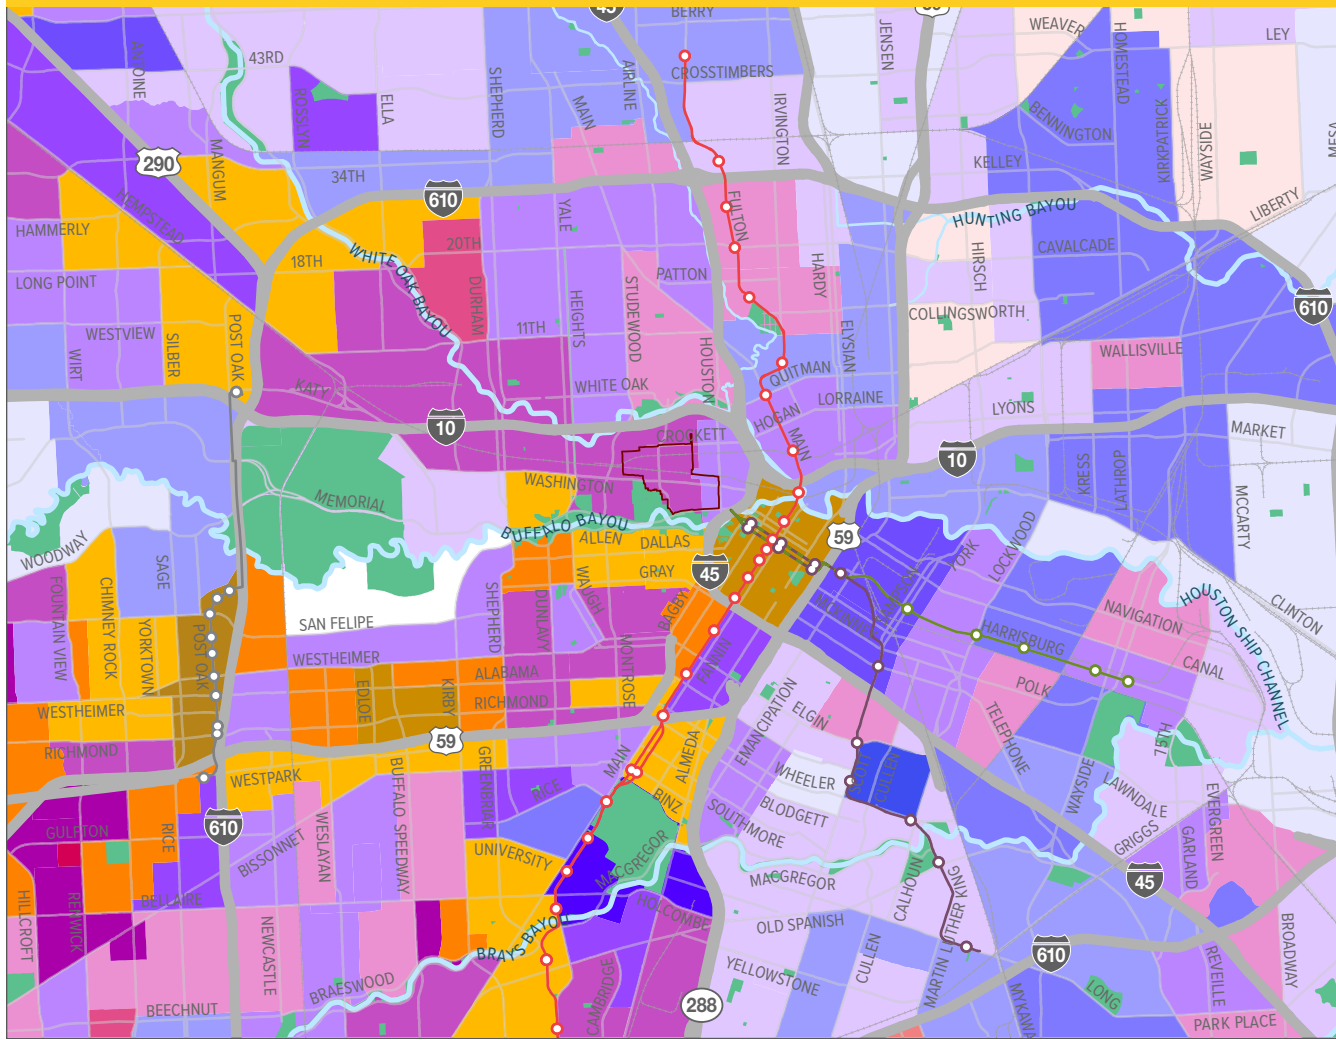 45
59
BERRY
JENSEN
WEAVER
HOMESTEAD
LEY
ANTOINE
43RD
ROSSLYN
ELLA
SHEPHERD
MAIN
AIRLINE
CROSSTIMBERS
IRVINGTON
BENNINGTON
KIRKPATRICK
WAYSIDE
MESA
290
MANGUM
34TH
610
KELLEY
HEMPSTEAD
YALE
FULTON
HUNTING BAYOU
LIBERTY
HAMMERLY
20TH
18TH
WHITE OAK BAYOU
PATTON
HARDY
HIRSCH
CAVALCADE
LONG POINT
DURHAM
HEIGHTS
STUDEWOOD
610
WESTVIEW
SILBER
POST OAK
11TH
HOUSTON
ELYSIAN
COLLINGSWORTH
WIRT
WALLISVILLE
QUITMAN
KATY
WHITE OAK
LORRAINE
LYONS
10
CROCKETT
HOGAN
MAIN
MARKET
10
KRESS
LATHROP
WASHINGTON
MEMORIAL
MCCARTY
BUFFALO BAYOU
ALLEN
DALLAS
59
WOODWAY
SAGE
GRAY
45
YORK
LOCKWOOD
FOUNTAIN VIEW
CHIMNEY ROCK
YORKTOWN
POST OAK
SHEPHERD
DUNLAVY
WAUGH
BAGBY
HOUSTON SHIP CHANNEL
CLINTON
NAVIGATION
SAN FELIPE
HARRISBURG
WESTHEIMER
MONTROSE
FANNIN
CANAL
ALABAMA
EDLOE
KIRBY
RICHMOND
POLK
EMANCIPATION
ELGIN
TELEPHONE
WESTHEIMER
RICHMOND
59
MAIN
ALMEDA
75TH
WESTPARK
BUFFALO SPEEDWAY
GREENBRIAR
RICE
BINZ
WHEELER
SCOTT
CULLEN
WAYSIDE
LAWNDALE
EVERGREEN
GULFTON
RICE
610
BISSONNET
WESLAYAN
BLODGETT
SOUTHMORE
GRIGGS
UNIVERSITY
MACGREGOR
MACGREGOR
GARLAND
45
HILLCROFT
RENWICK
BELLAIRE
HOLCOMBE
CALHOUN
MARTIN LUTHER KING
NEWCASTLE
BRAYS BAYOU
OLD SPANISH
CULLEN
610
REVEILLE
BROADWAY
BRAESWOOD
YELLOWSTONE
CAMBRIDGE
BEECHNUT
288
MYKAWA
LONG
PARK PLACE